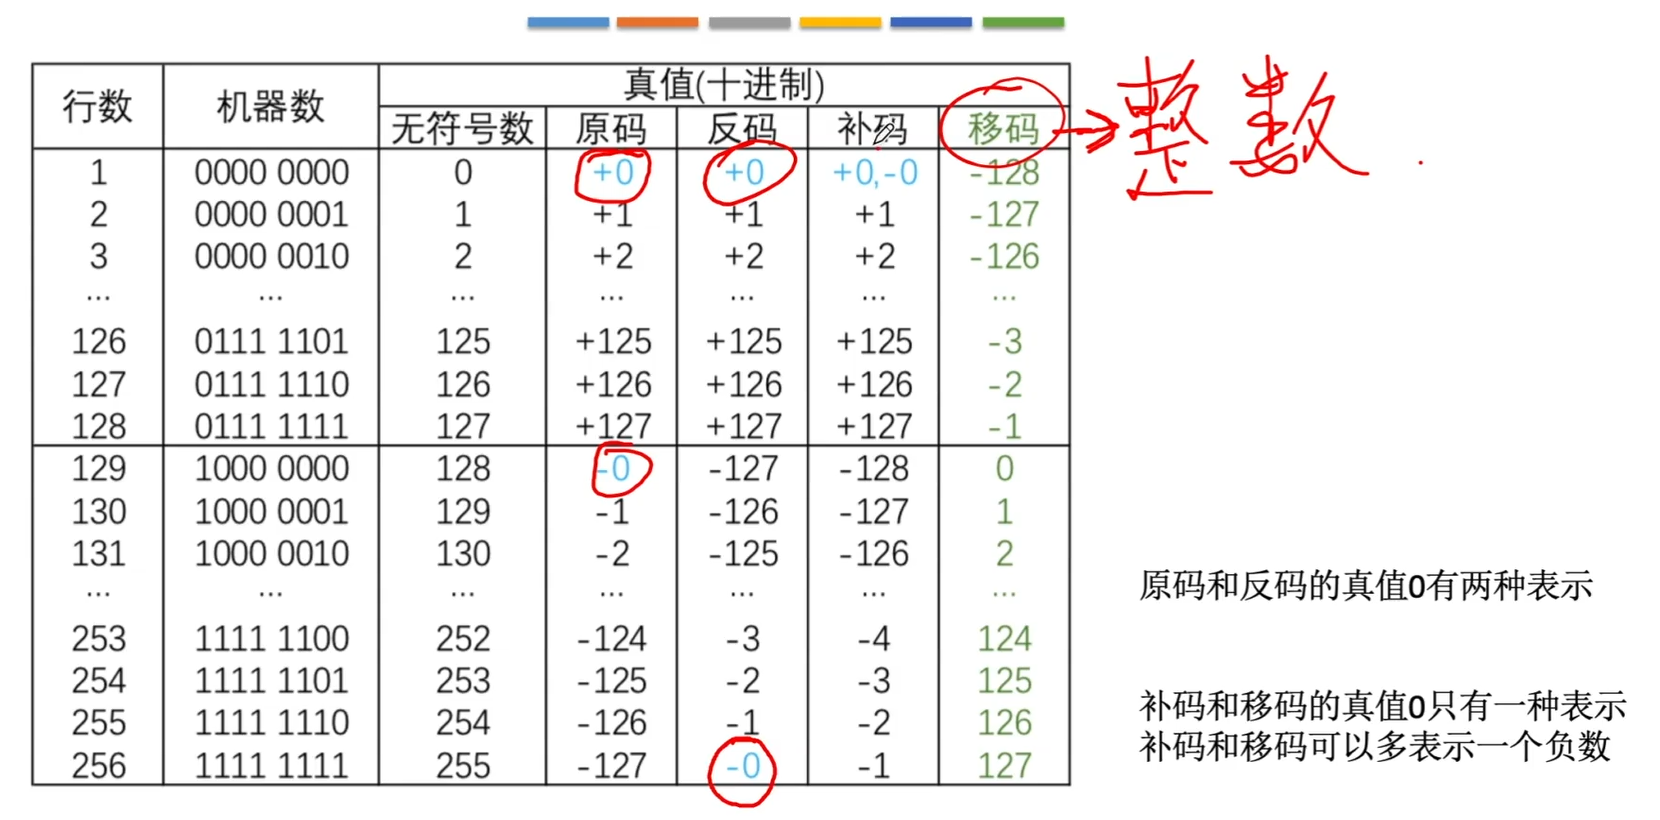 真值(十进制)
行数 机器数 无符号数 原码 反码 补码 移码 整数
1 0000 0000 0 +0 +0 +0,-0 -128
2 0000 0001 1 +1 +1 +1 -127
3 0000 0010 2 +2 +2 +2 -126
... ... ... ... ... ... ...
126 0111 1101 125 +125 +125 +125 -3
127 0111 1110 126 +126 +126 +126 -2
128 0111 1111 127 +127 +127 +127 -1
129 1000 0000 128 -0 -127 -128 0
130 1000 0001 129 -1 -126 -127 1
131 1000 0010 130 -2 -125 -126 2
... ... ... ... ... ... ...
253 1111 1100 252 -124 -3 -4 124
254 1111 1101 253 -125 -2 -3 125
255 1111 1110 254 -126 -1 -2 126
256 1111 1111 255 -127 -0 -1 127
原码和反码的真值0有两种表示
补码和移码的真值0只有一种表示
补码和移码可以多表示一个负数